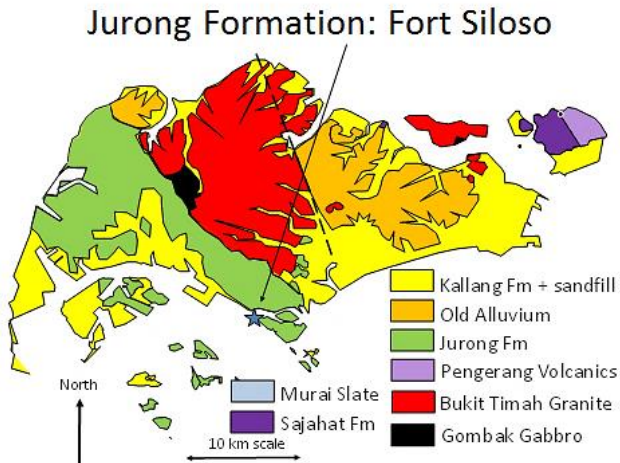 Jurong Formation: Fort Siloso
Kallang Fm + sandfill
Old Alluvium
Jurong Fm
Pengerang Volcanics
Bukit Timah Granite
Gombak Gabbro
Murai Slate
Sajahat Fm
North
10 km scale